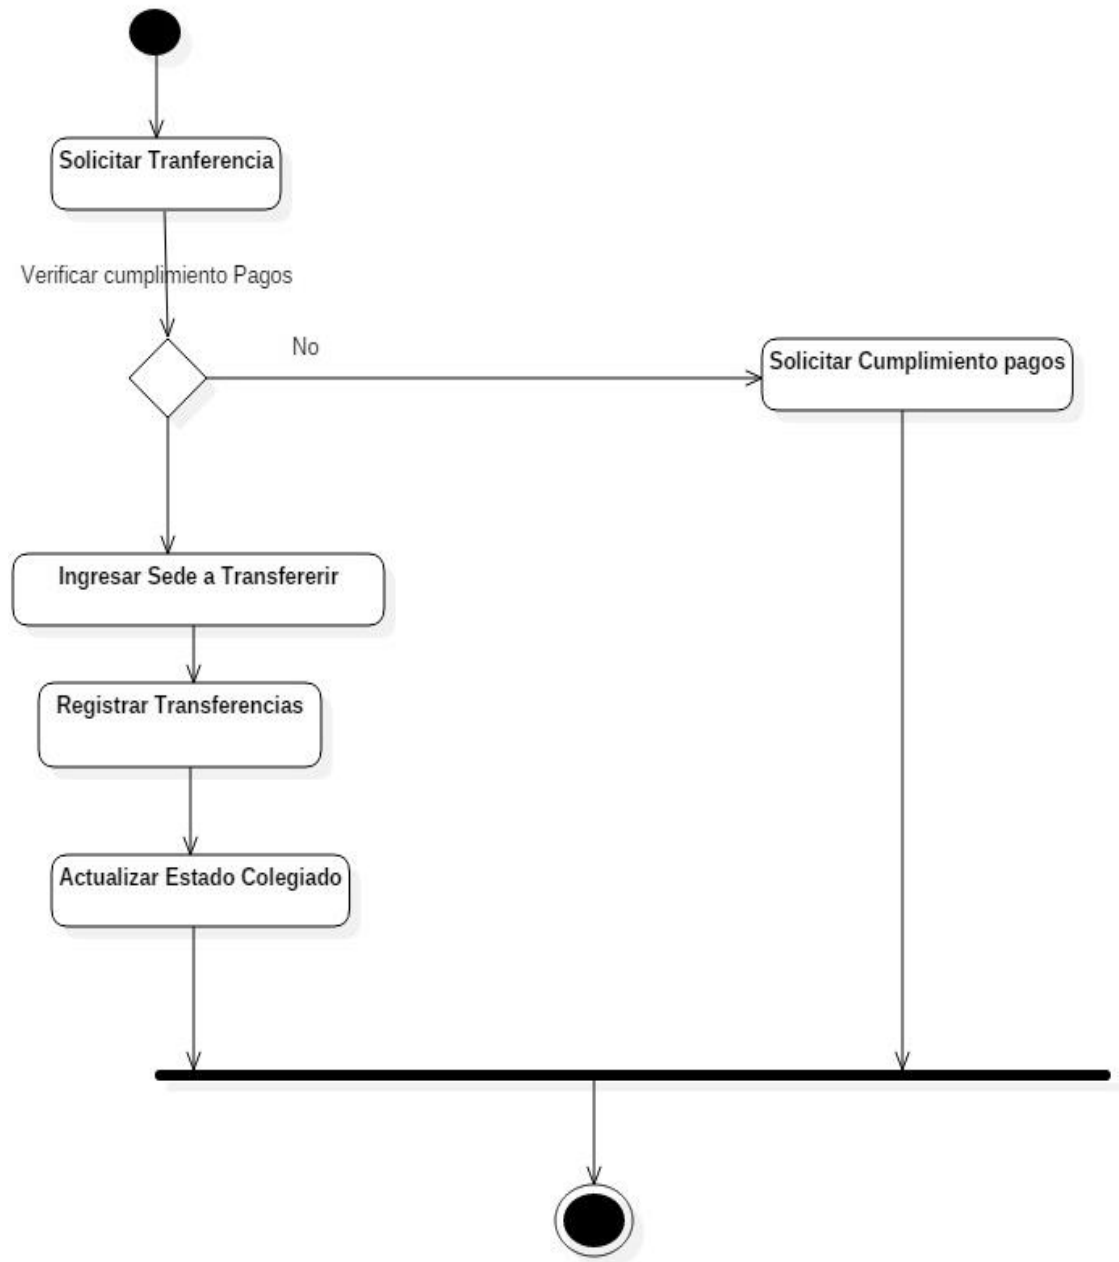 Solicitar Tranferencia
Verificar cumplimiento Pagos
No
Solicitar Cumplimiento pagos
Ingresar Sede a Transfererir
Registrar Transferencias
Actualizar Estado Colegiado